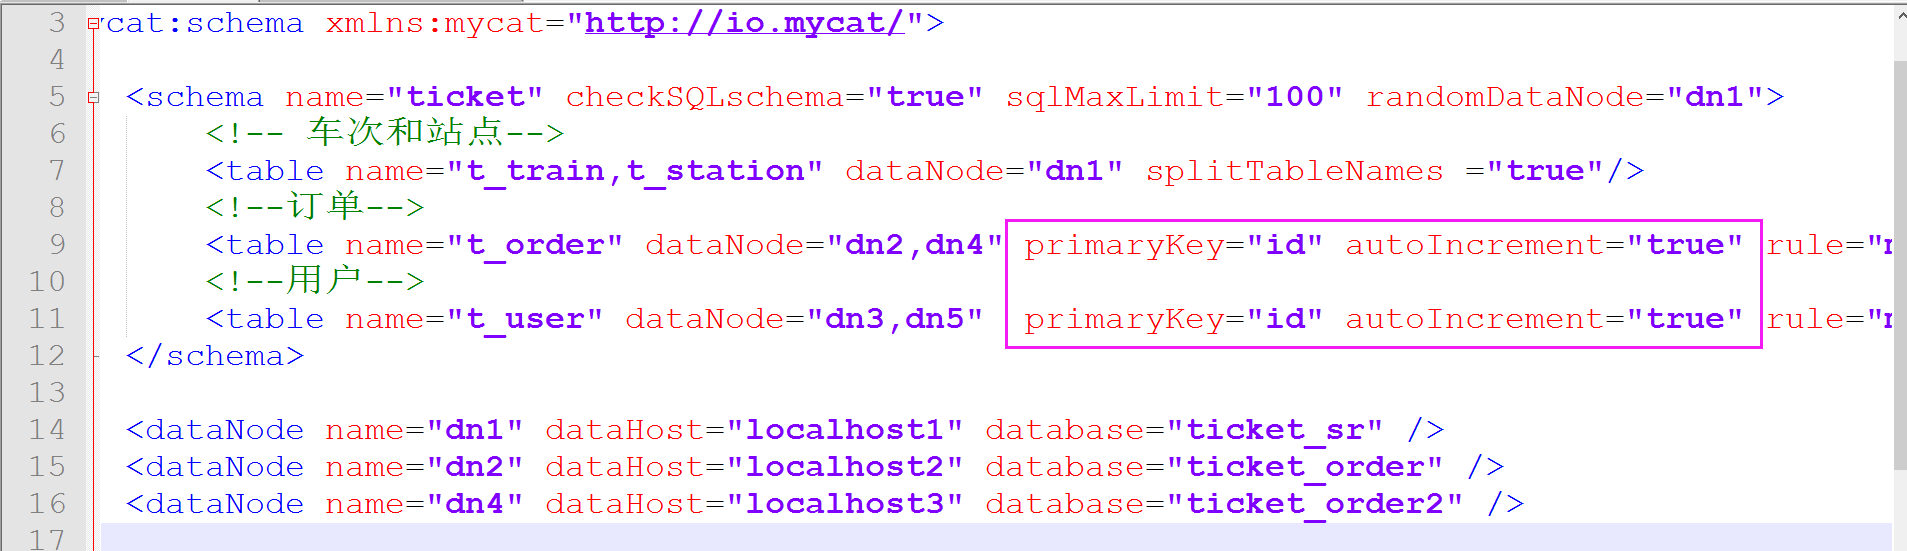 3 ycat:schema xmlns:mycat="http://io.mycat/">
4
5 <schema name="ticket" checkSQLschema="true" sqlMaxLimit="100" randomDataNode="dn1">
6 <!-- 车次和站点-->
7 <table name="t_train,t_station" dataNode="dn1" splitTableNames ="true"/>
8 <!--订单-->
9 <table name="t_order" dataNode="dn2,dn4" primaryKey="id" autoIncrement="true" rule="
10 <!--用户-->
11 <table name="t_user" dataNode="dn3,dn5" primaryKey="id" autoIncrement="true" rule="
12 </schema>
13
14 <dataNode name="dn1" dataHost="localhost1" database="ticket_sr" />
15 <dataNode name="dn2" dataHost="localhost2" database="ticket_order" />
16 <dataNode name="dn4" dataHost="localhost3" database="ticket_order2" />
17